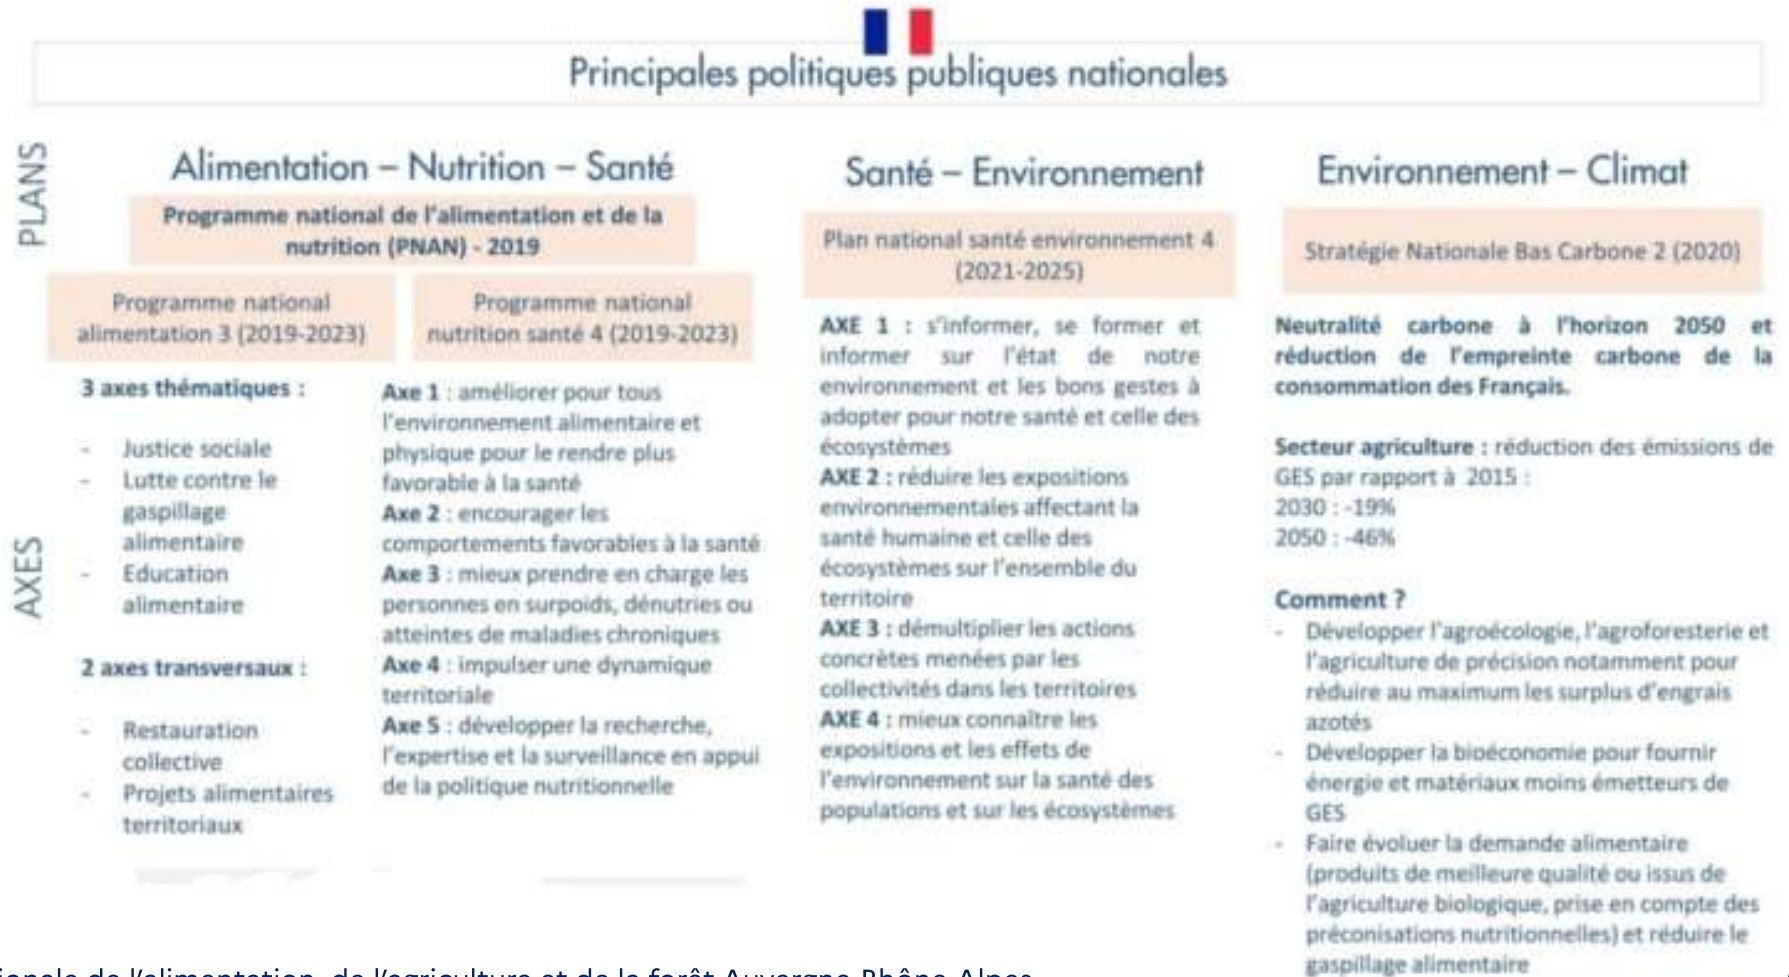 Principales politiques publiques nationales
PLANS
Alimentation – Nutrition – Santé
Programme national de l'alimentation et de la
nutrition (PNAN) - 2019
Programme national
alimentation 3 (2019-2023)
Programme national
nutrition santé 4 (2019-2023)
AXES
3 axes thématiques :
- Justice sociale
- Lutte contre le
gaspillage
alimentaire
- Education
alimentaire
2 axes transversaux :
- Restauration
collective
- Projets alimentaires
territoriaux
Axe 1 : améliorer pour tous
l'environnement alimentaire et
physique pour le rendre plus
favorable à la santé
Axe 2 : encourager les
comportements favorables à la santé
Axe 3 : mieux prendre en charge les
personnes en surpoids, dénutries ou
atteintes de maladies chroniques
Axe 4 : impulser une dynamique
territoriale
Axe 5 : développer la recherche,
l'expertise et la surveillance en appui
de la politique nutritionnelle
Santé – Environnement
Plan national santé environnement 4
(2021-2025)
AXE 1 : s'informer, se former et
informer sur l'état de notre
environnement et les bons gestes à
adopter pour notre santé et celle des
écosystèmes
AXE 2 : réduire les expositions
environnementales affectant la
santé humaine et celle des
écosystèmes sur l'ensemble du
territoire
AXE 3 : démultiplier les actions
concrètes menées par les
collectivités dans les territoires
AXE 4 : mieux connaître les
expositions et les effets de
l'environnement sur la santé des
populations et sur les écosystèmes
Environnement – Climat
Stratégie Nationale Bas Carbone 2 (2020)
Neutralité carbone à l'horizon 2050 et
réduction de l'empreinte carbone de la
consommation des Français.
Secteur agriculture : réduction des émissions de
GES par rapport à 2015 :
2030 : -19%
2050 : -46%
Comment ?
- Développer l'agroécologie, l'agroforesterie et
l'agriculture de précision notamment pour
réduire au maximum les surplus d'engrais
azotés
- Développer la bioéconomie pour fournir
énergie et matériaux moins émetteurs de
GES
- Faire évoluer la demande alimentaire
(produits de meilleure qualité ou issus de
l'agriculture biologique, prise en compte des
préconisations nutritionnelles) et réduire le
gaspillage alimentaire
de l'alimentation, de l'agriculture et de la forêt Auvergne-Rhône-Alpes